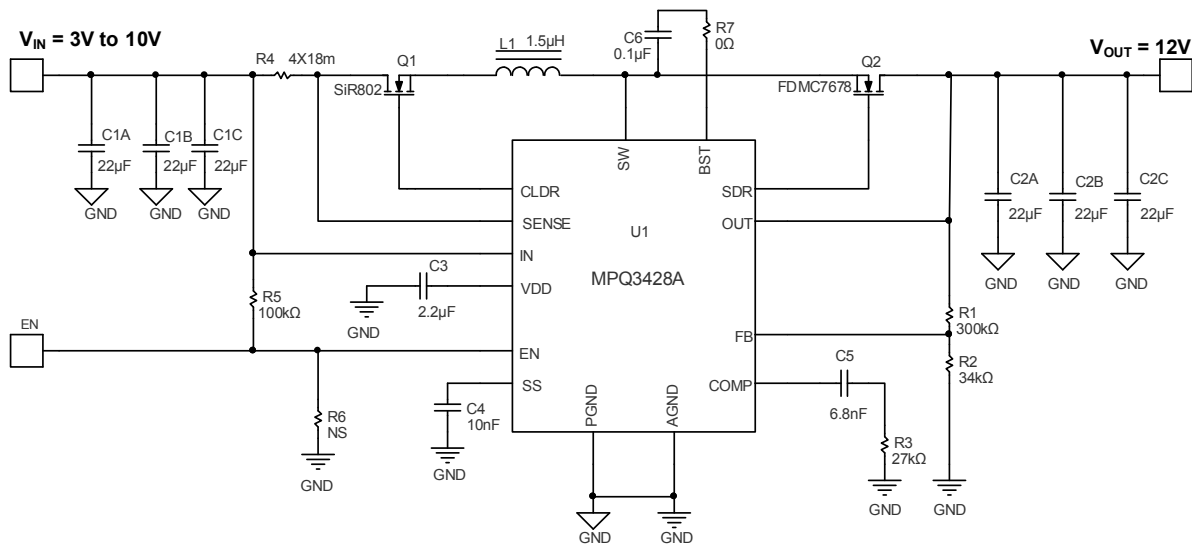 VIN = 3V to 10V
R4 4X18m
Q1
SiR802
L1 1.5µH
C6
0.1µF
R7
0Ω
Q2
FDMC7678
VOUT = 12V
C1A
22µF
GND
C1B
22µF
GND
C1C
22µF
GND
SW
BST
CLDR
SENSE
IN
VDD
EN
SS
U1
MPQ3428A
SDR
OUT
FB
COMP
PGND
AGND
C2A
22µF
GND
C2B
22µF
GND
C2C
22µF
GND
C3
2.2µF
GND
R5
100kΩ
EN
R6
NS
GND
C4
10nF
GND
R1
300kΩ
R2
34kΩ
GND
C5
6.8nF
R3
27kΩ
GND
GND
GND